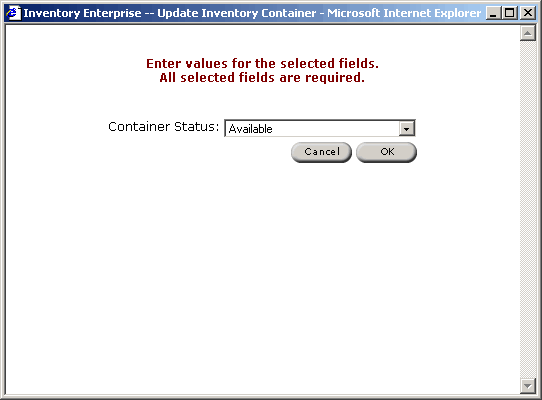 Inventory Enterprise -- Update Inventory Container - Microsoft Internet Explorer
Enter values for the selected fields.
All selected fields are required.
Container Status: Available
Cancel OK